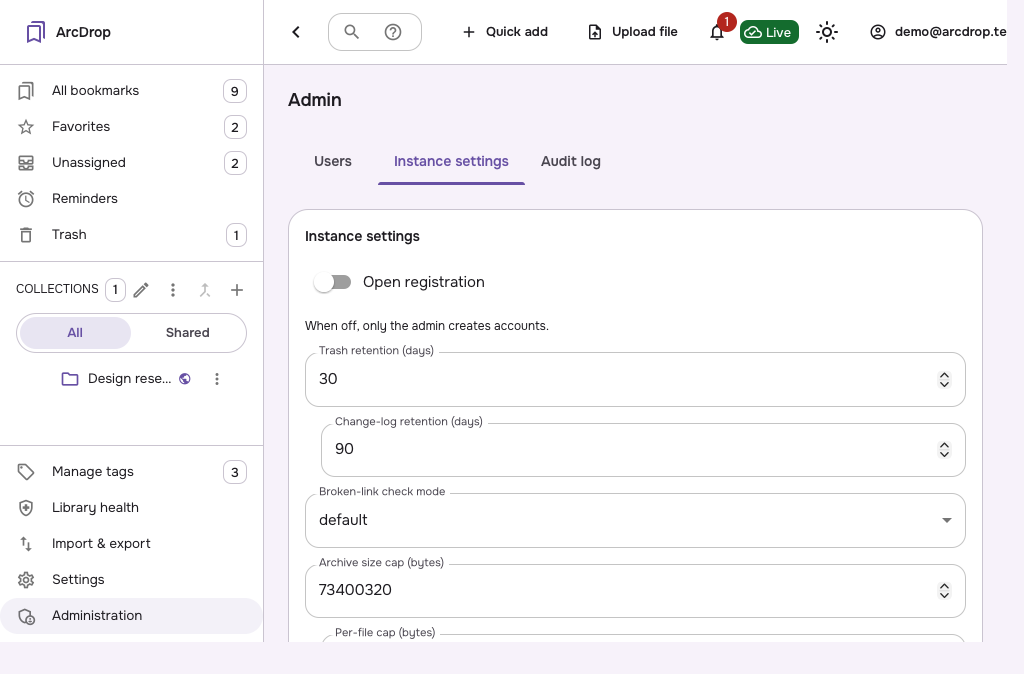 ArcDrop
Quick add
Upload file
1
Live
demo@arcdrop.te
All bookmarks
9
Favorites
2
Unassigned
2
Reminders
Trash
1
COLLECTIONS
1
All
Shared
Design rese...
Manage tags
3
Library health
Import & export
Settings
Administration
Admin
Users
Instance settings
Audit log
Instance settings
Open registration
When off, only the admin creates accounts.
Trash retention (days)
30
Change-log retention (days)
90
Broken-link check mode
default
Archive size cap (bytes)
73400320
Per-file cap (bytes)